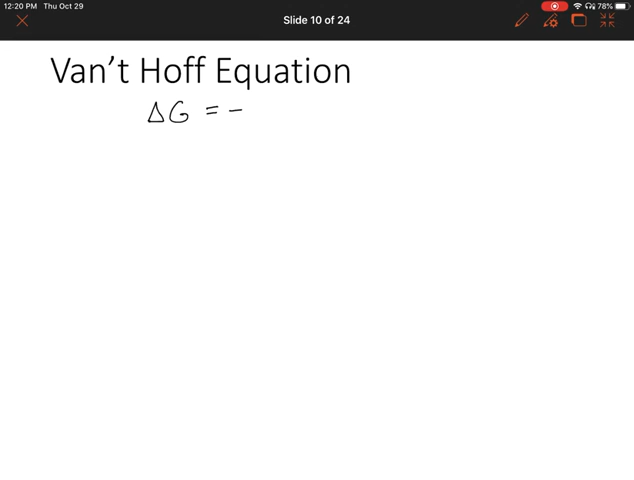 12:20 PM Thu Oct 29
78%
Slide 10 of 24
Van't Hoff Equation
ΔG = −